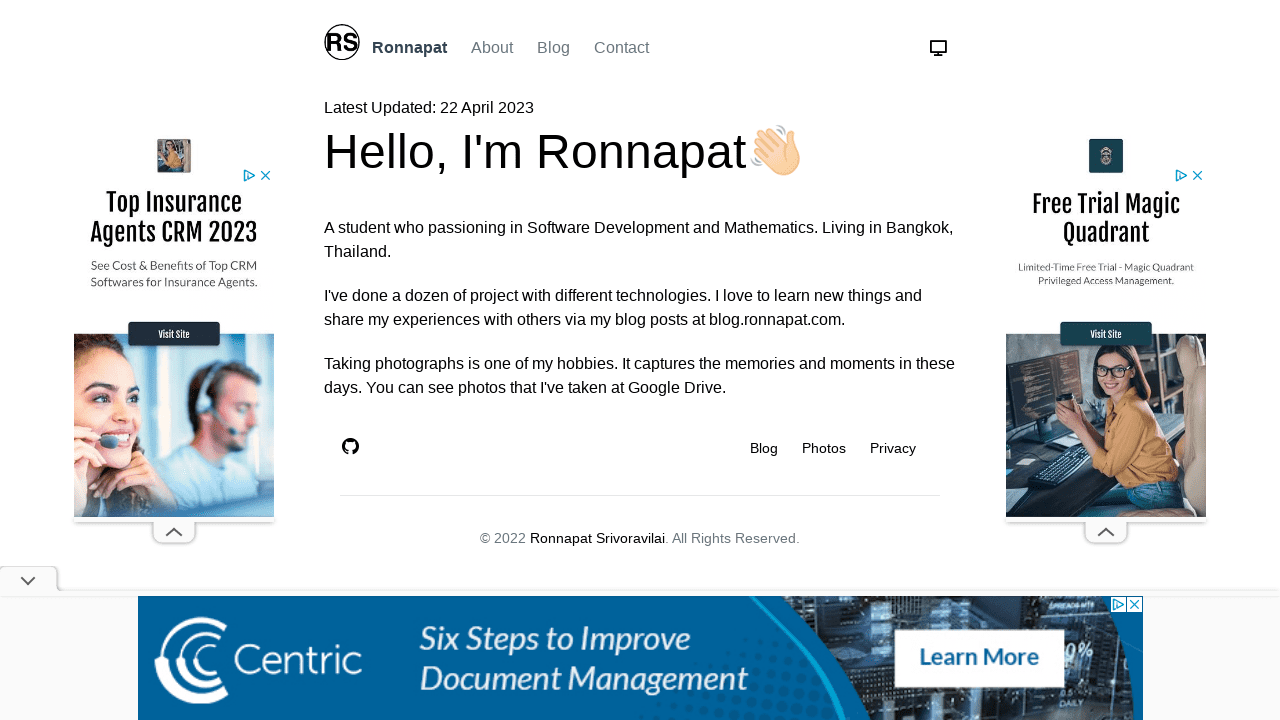 RS Ronnapat About Blog Contact
Latest Updated: 22 April 2023
Hello, I'm Ronnapat
A student who passioning in Software Development and Mathematics. Living in Bangkok,
Thailand.
I've done a dozen of project with different technologies. I love to learn new things and
share my experiences with others via my blog posts at blog.ronnapat.com.
Taking photographs is one of my hobbies. It captures the memories and moments in these
days. You can see photos that I've taken at Google Drive.
Blog Photos Privacy
© 2022 Ronnapat Srivoravilai. All Rights Reserved.
Top Insurance
Agents CRM 2023
See Cost & Benefits of Top CRM
Softwares for Insurance Agents.
Visit Site
Free Trial Magic
Quadrant
Limited-Time Free Trial - Magic Quadrant
Privileged Access Management.
Visit Site
Centric
Six Steps to Improve
Document Management
Learn More